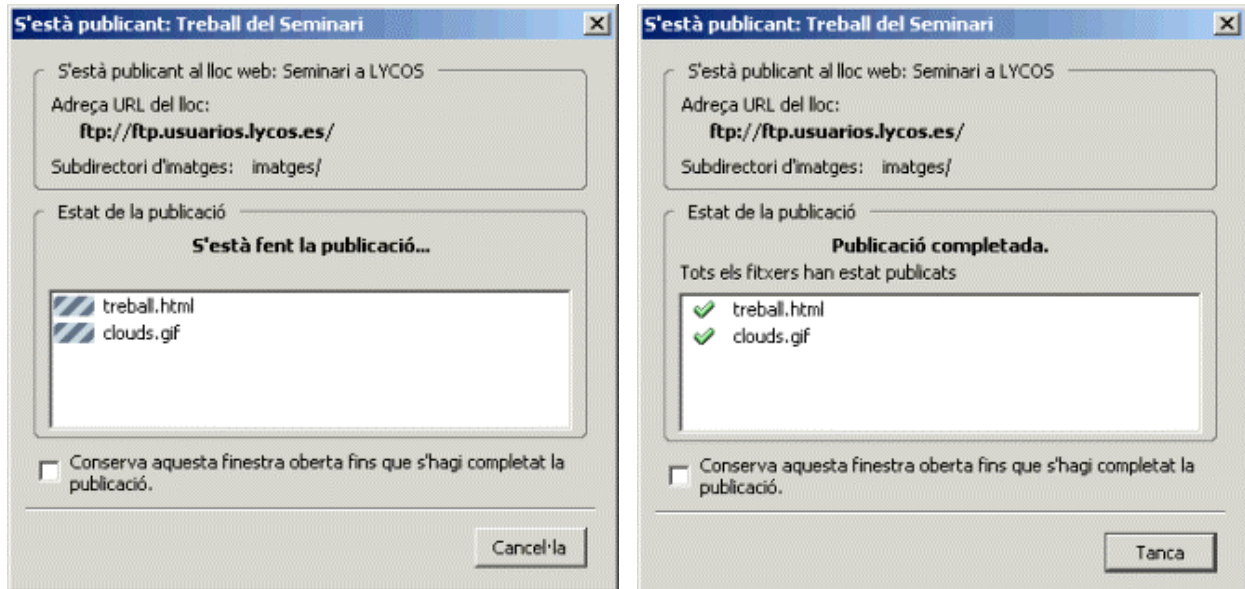 S'està publicant: Treball del Seminari
S'està publicant al lloc web: Seminari a LYCOS
Adreça URL del lloc:
ftp://ftp.usuarios.lycos.es/
Subdirectori d'imatges: imatges/
Estat de la publicació
S'està fent la publicació...
treball.html
clouds.gif
Conserva aquesta finestra oberta fins que s'hagi completat la
publicació.
Cancel·la
S'està publicant: Treball del Seminari
S'està publicant al lloc web: Seminari a LYCOS
Adreça URL del lloc:
ftp://ftp.usuarios.lycos.es/
Subdirectori d'imatges: imatges/
Estat de la publicació
Publicació completada.
Tots els fitxers han estat publicats
treball.html
clouds.gif
Conserva aquesta finestra oberta fins que s'hagi completat la
publicació.
Tanca